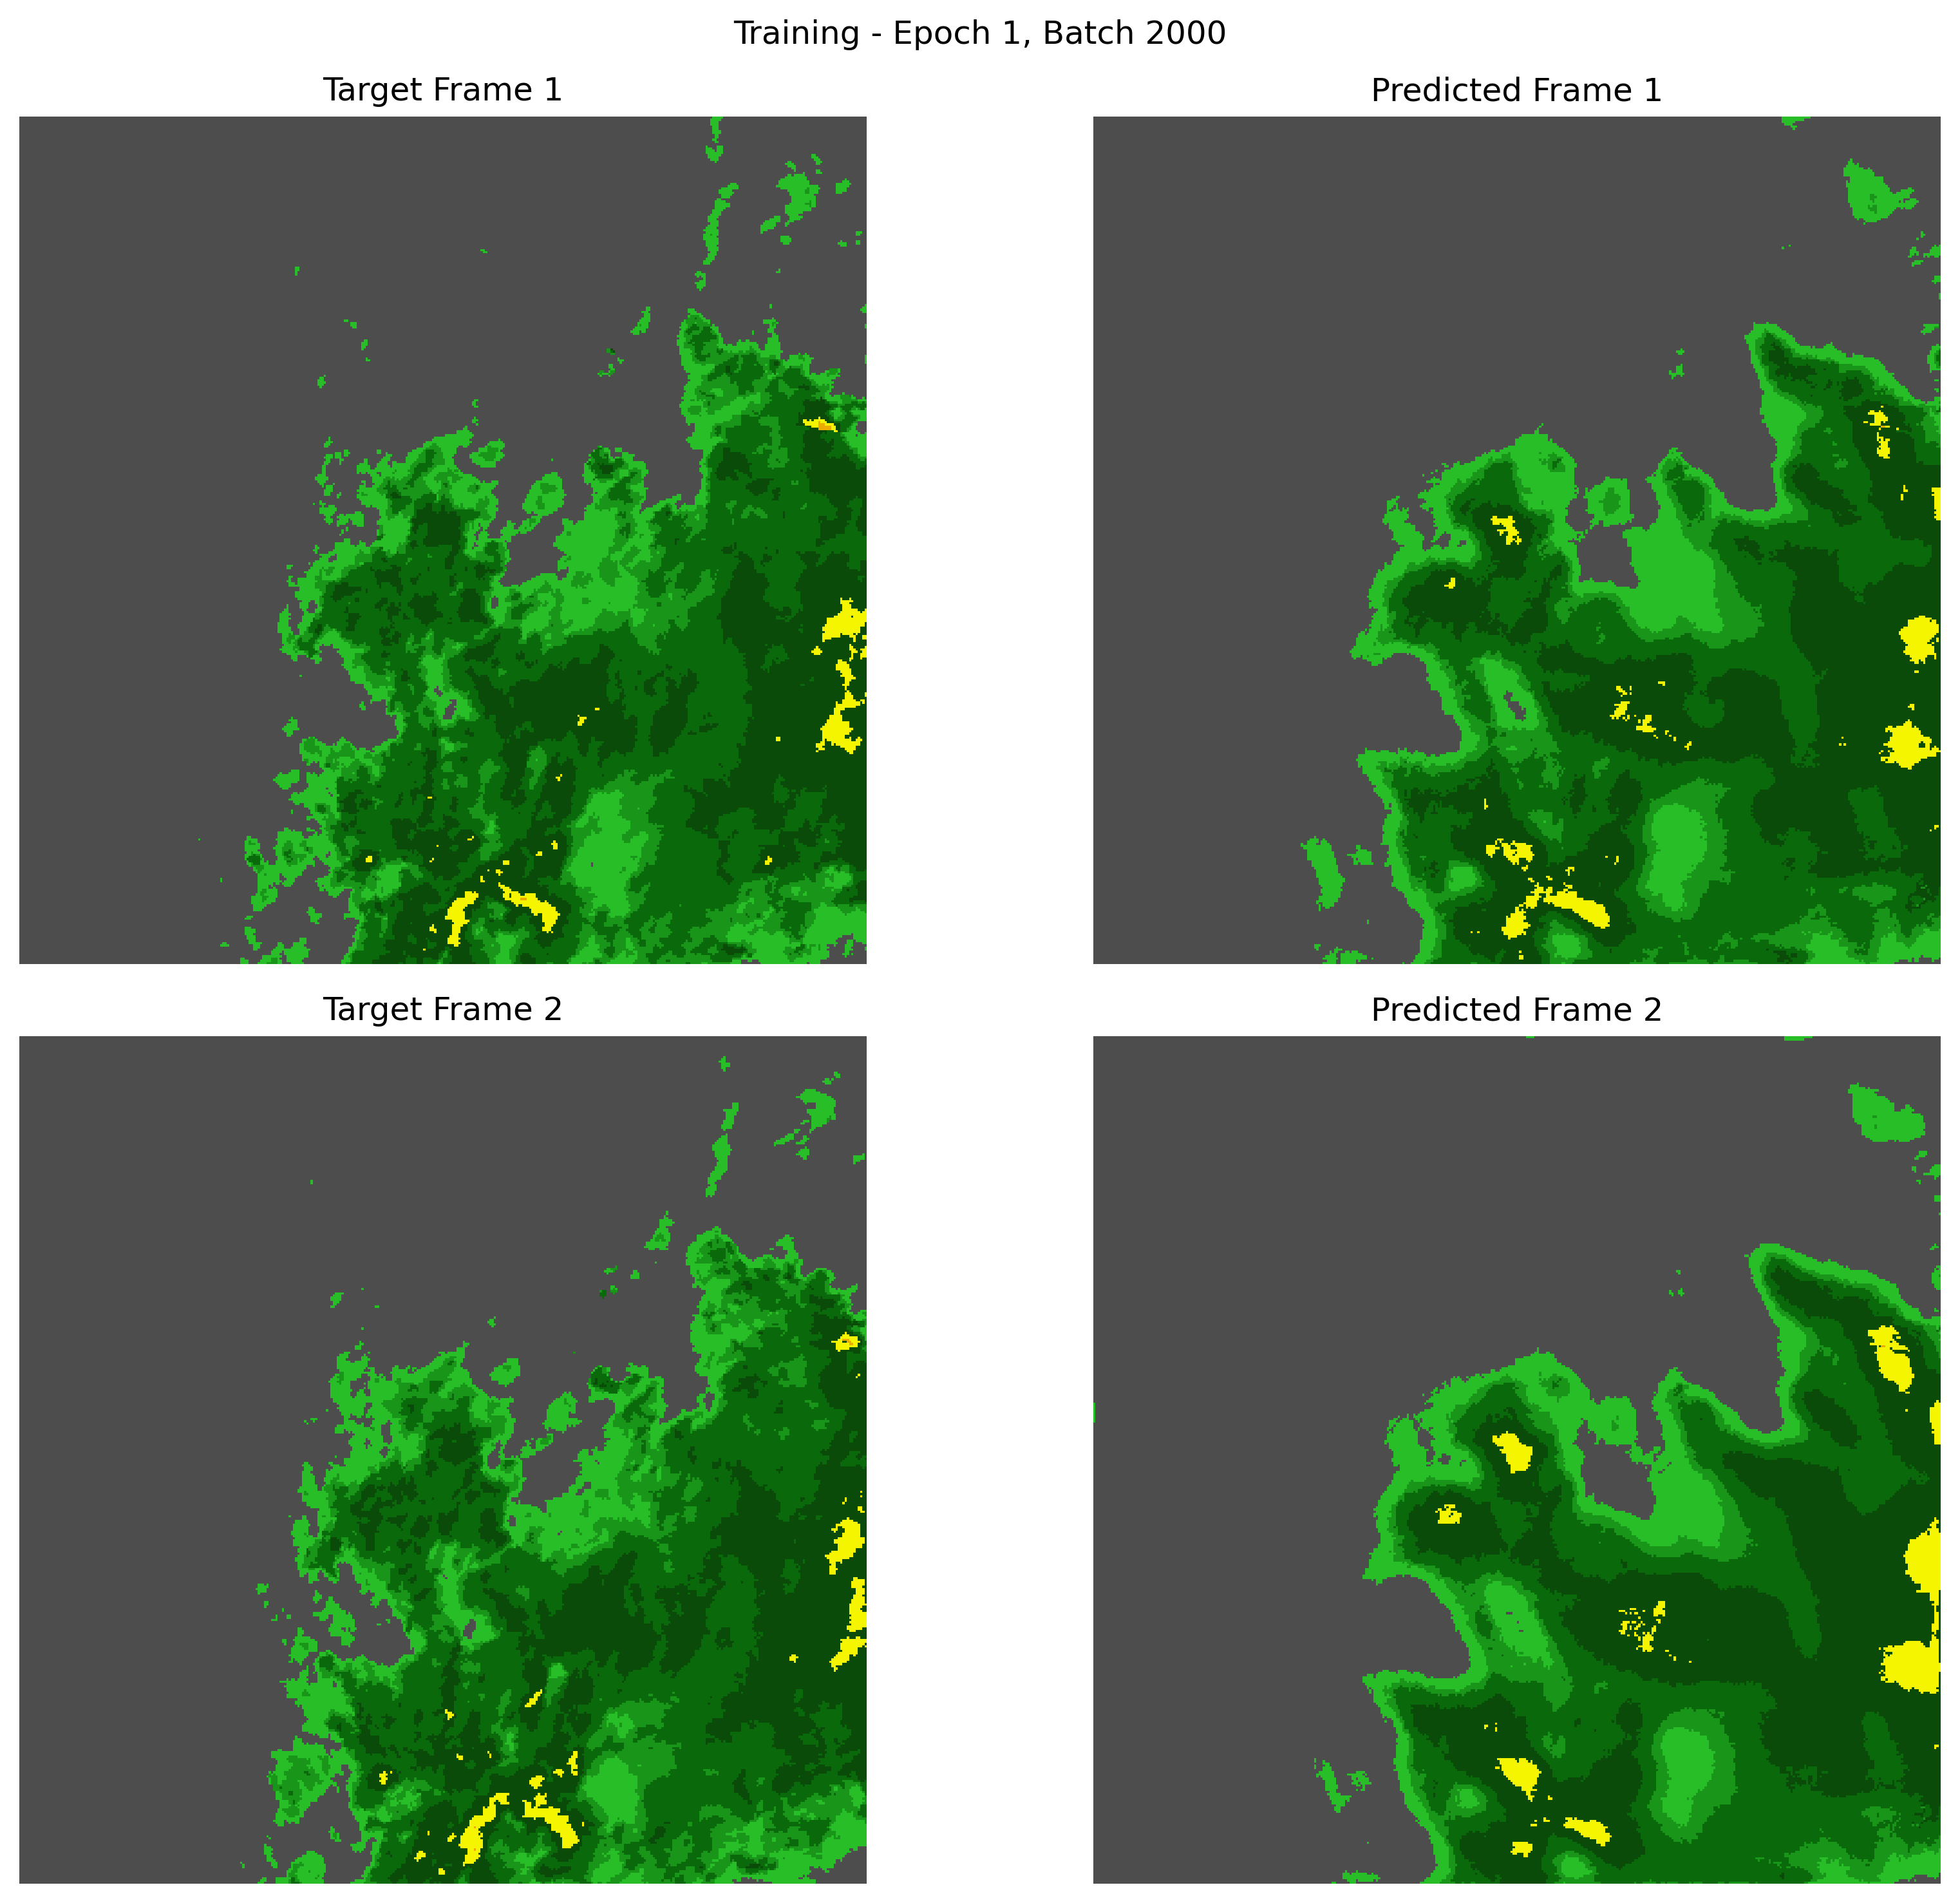 Training - Epoch 1, Batch 2000
Target Frame 1
Predicted Frame 1
Target Frame 2
Predicted Frame 2